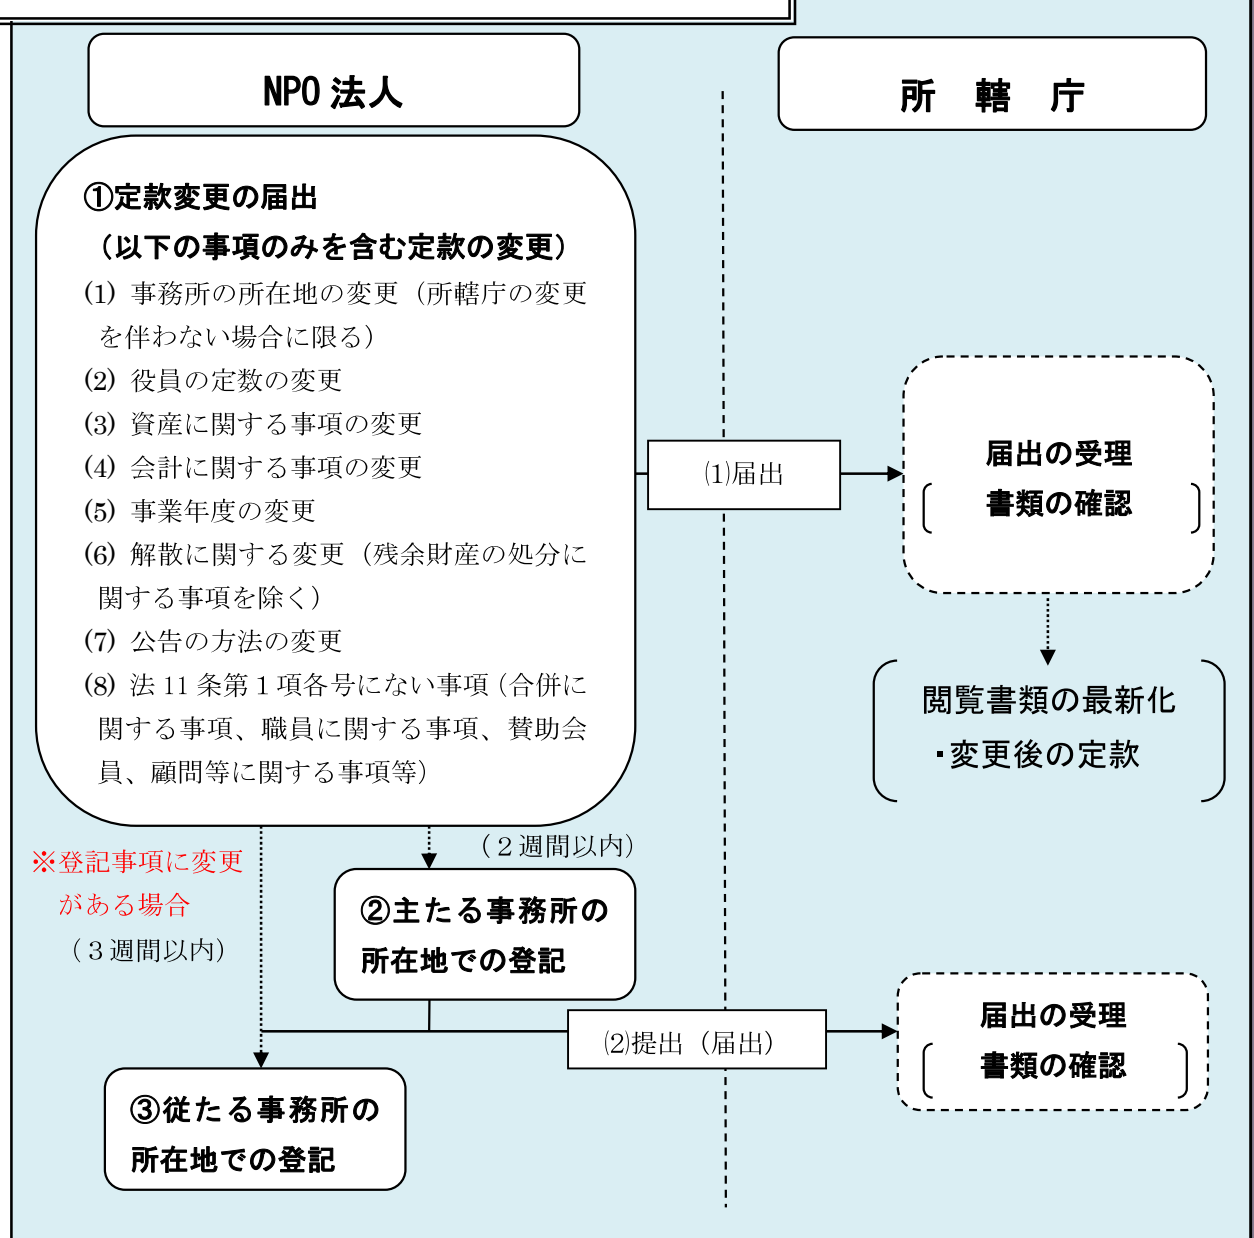 NPO 法人
所 轄 庁
①定款変更の届出
（以下の事項のみを含む定款の変更）
(1) 事務所の所在地の変更（所轄庁の変更
を伴わない場合に限る）
(2) 役員の定数の変更
(3) 資産に関する事項の変更
(4) 会計に関する事項の変更
(5) 事業年度の変更
(6) 解散に関する変更（残余財産の処分に
関する事項を除く）
(7) 公告の方法の変更
(8) 法 11 条第 1 項各号にない事項（合併に
関する事項、職員に関する事項、賛助会
員、顧問等に関する事項等）
⑴届出
届出の受理
書類の確認
閲覧書類の最新化
・変更後の定款
※登記事項に変更
がある場合
（３週間以内）
（２週間以内）
②主たる事務所の
所在地での登記
⑵提出（届出）
届出の受理
書類の確認
③従たる事務所の
所在地での登記